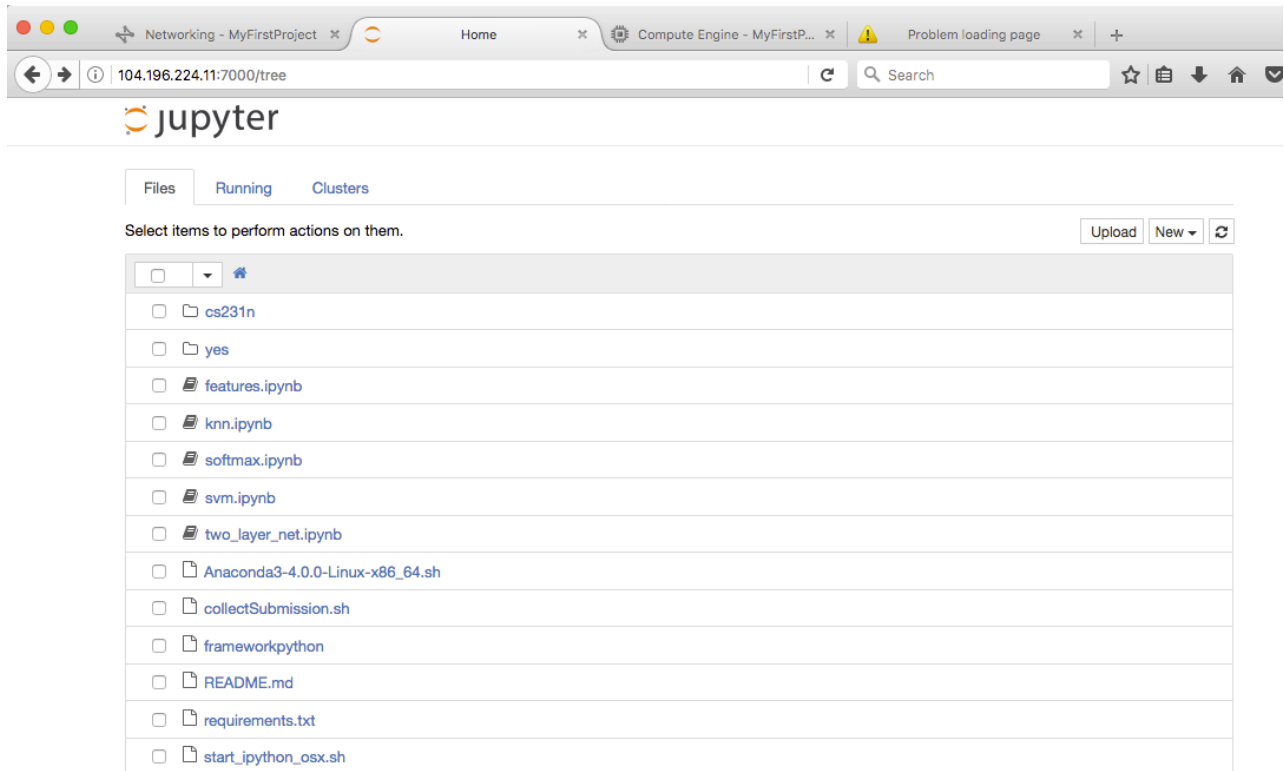 Networking - MyFirstProject Home Compute Engine - MyFirstP... Problem loading page
104.196.224.11:7000/tree Search
jupyter
Files Running Clusters
Select items to perform actions on them. Upload New
cs231n
yes
features.ipynb
knn.ipynb
softmax.ipynb
svm.ipynb
two_layer_net.ipynb
Anaconda3-4.0.0-Linux-x86_64.sh
collectSubmission.sh
frameworkpython
README.md
requirements.txt
start_ipython_osx.sh